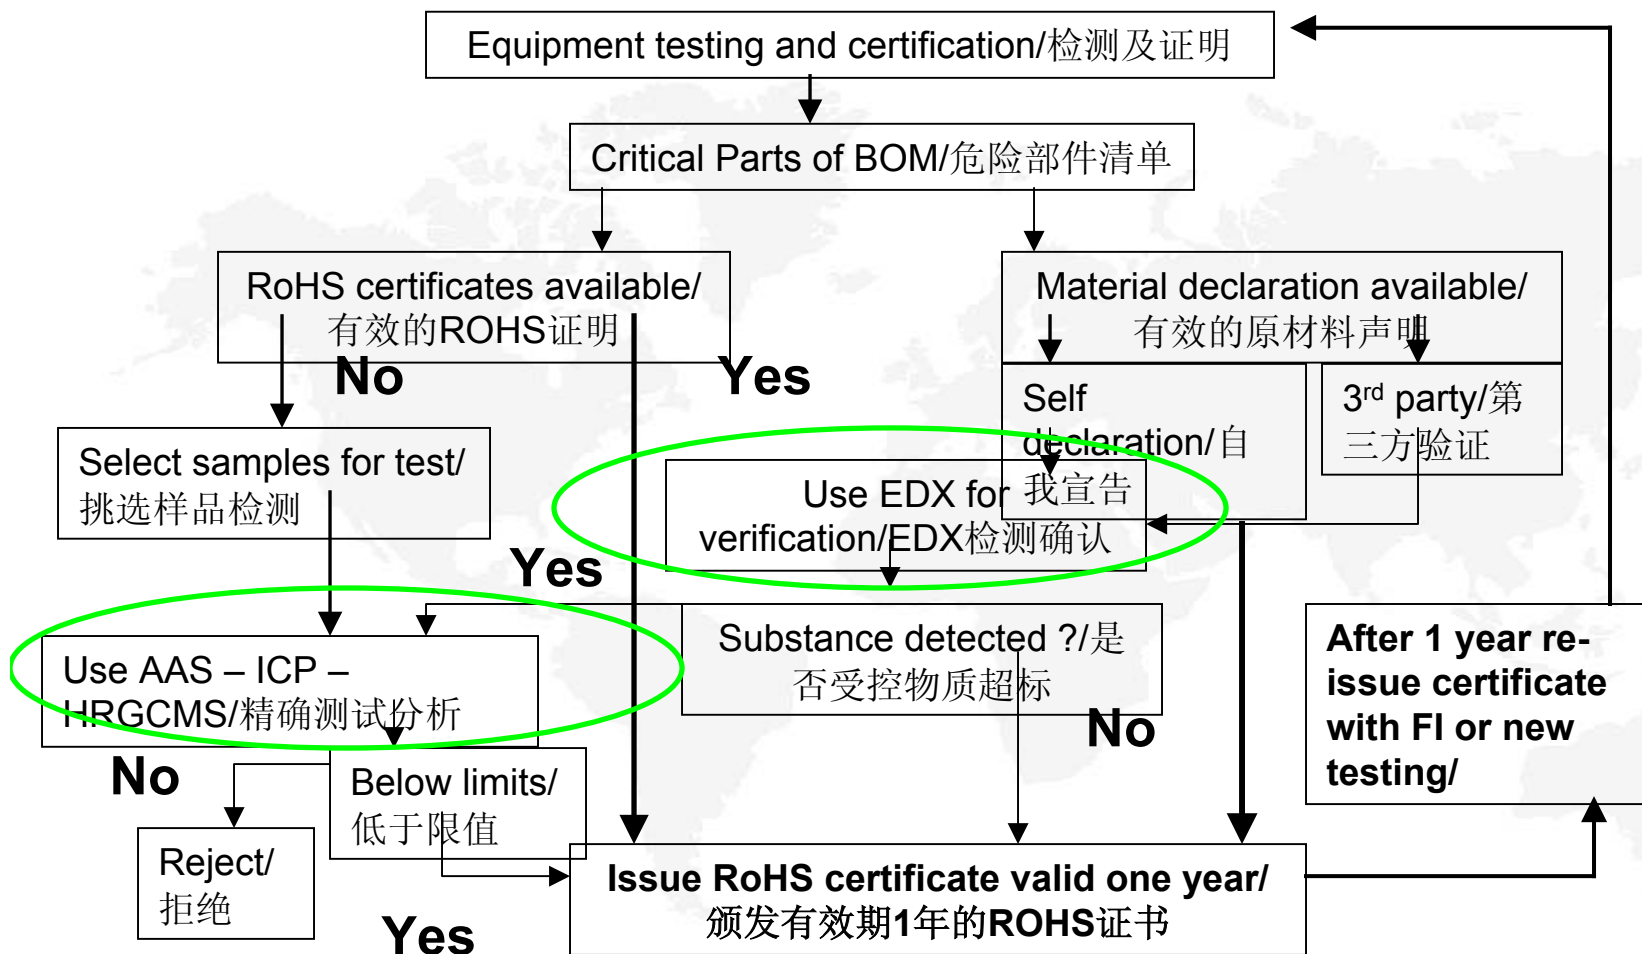 Equipment testing and certification/检测及证明
Critical Parts of BOM/危险部件清单
RoHS certificates available/
有效的ROHS证明
Material declaration available/
有效的原材料声明
No
Yes
Self
declaration/自
我宣告
3rd party/第
三方验证
Select samples for test/
挑选样品检测
Use EDX for
verification/EDX检测确认
Yes
Use AAS – ICP –
HRGCMS/精确测试分析
Substance detected ?/是
否受控物质超标
After 1 year re-
issue certificate
with FI or new
testing/
No
No
Below limits/
低于限值
Reject/
拒绝
Yes
Issue RoHS certificate valid one year/
颁发有效期1年的ROHS证书